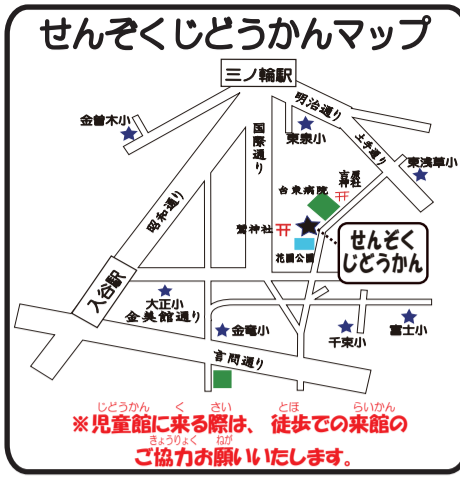 せんぞくじどうかんマップ
三ノ輪駅
明治通り
金曽木小
国際通り
東泉小
土手通り
東浅草小
吉原
神社
台東病院
昭和通り
鷲神社
せんぞく
じどうかん
花園公園
入谷駅
大正小
金美館通り
金竜小
千束小
富士小
言問通り
じどうかん く さい とほ らいかん
※児童館に来る際は、徒歩での来館の
きょうりょく ねが
ご協力お願いいたします。